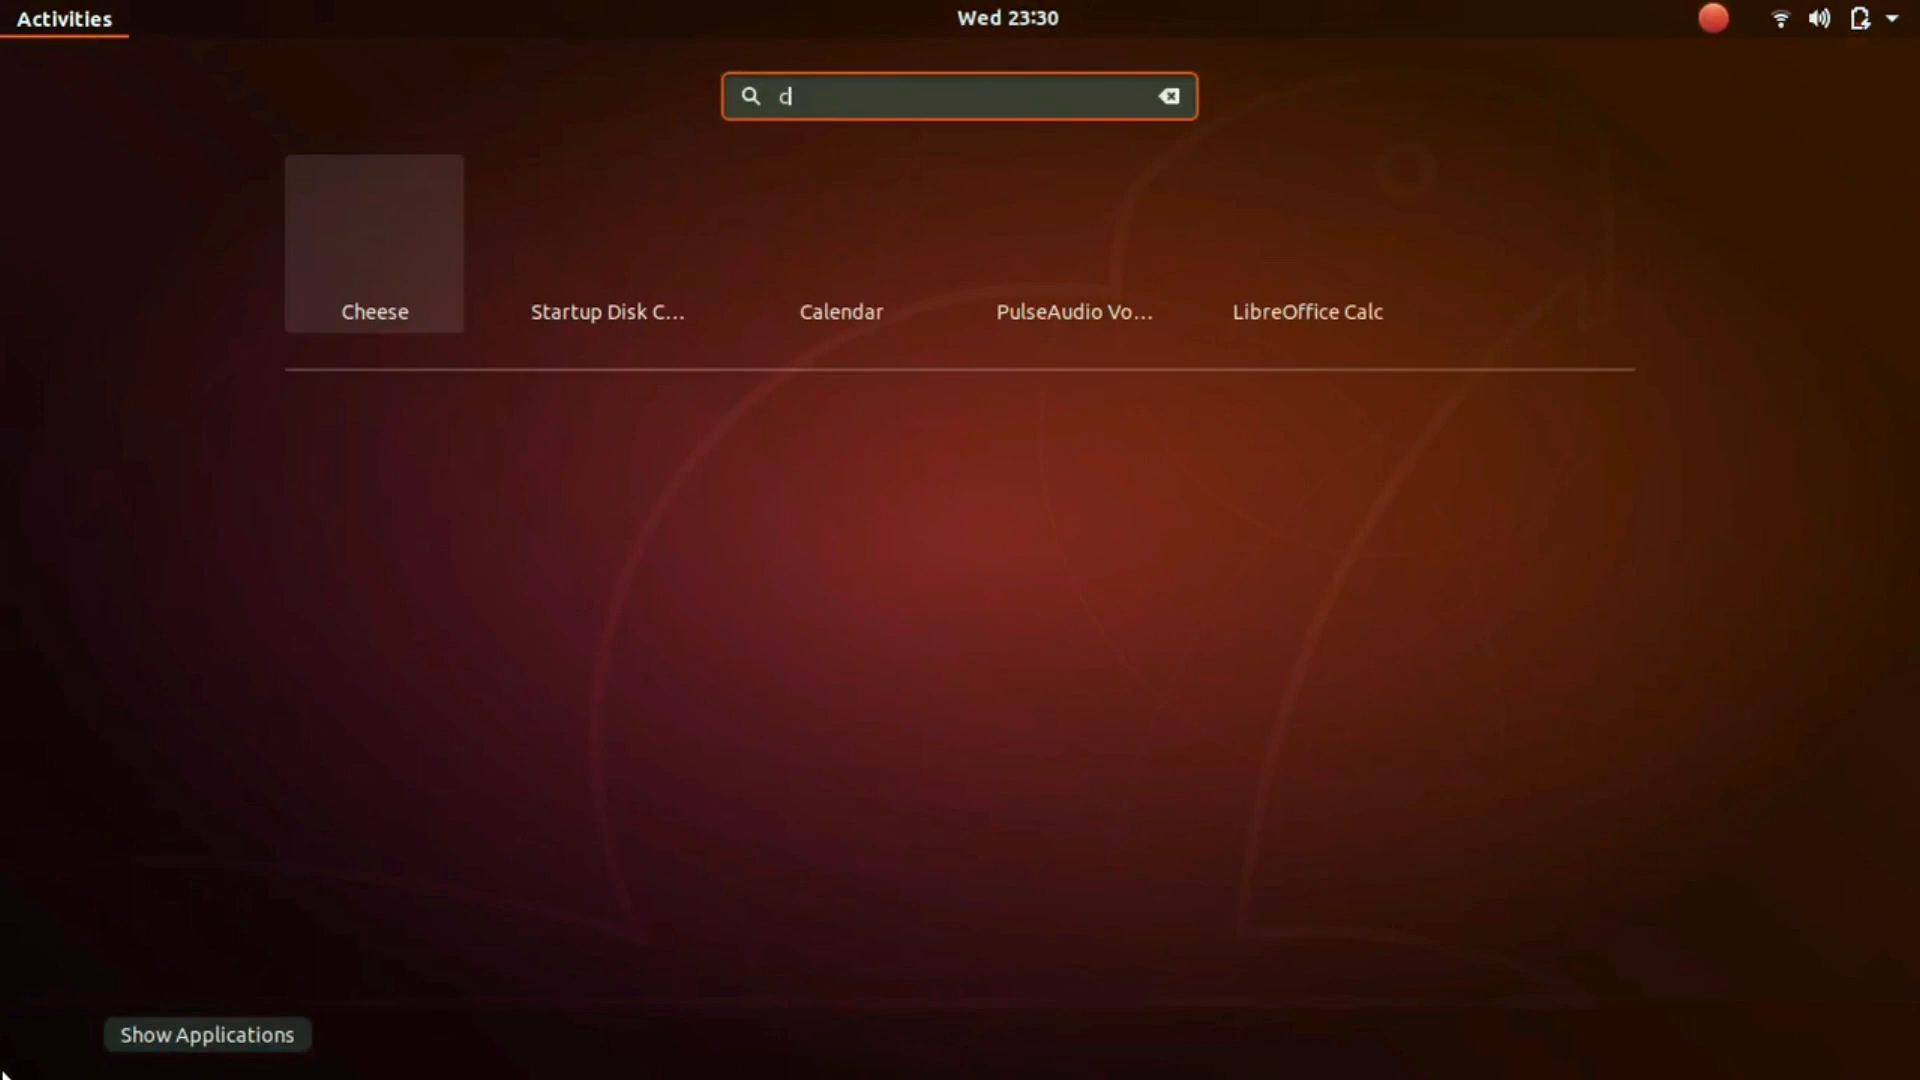 Activities
Wed 23:30
c
Cheese
Startup Disk C...
Calendar
PulseAudio Vo...
LibreOffice Calc
Show Applications